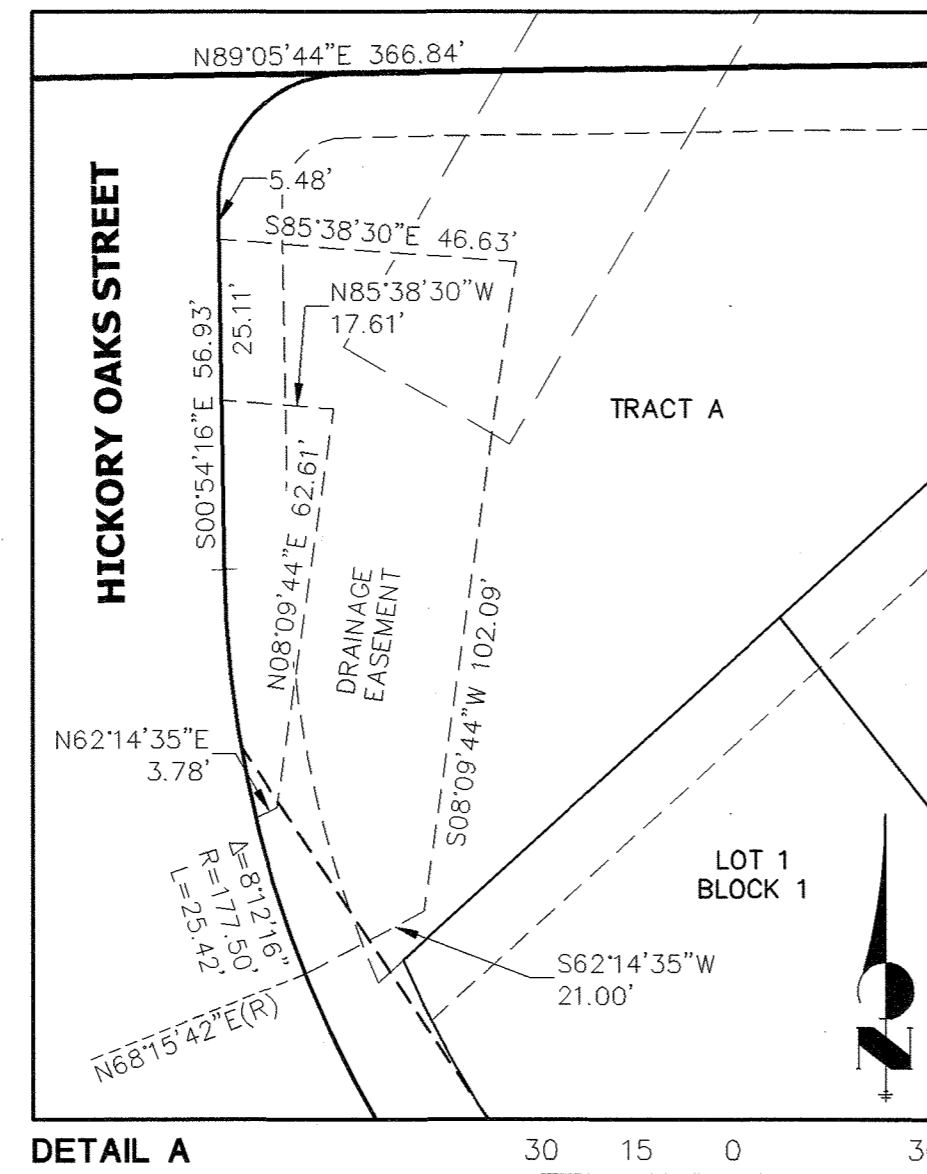 N89°05'44"E 366.84'
HICKORY OAKS STREET
5.48'
S85°38'30"E 46.63'
N85°38'30"W
17.61'
S00°54'16"E 56.93'
25.11'
TRACT A
N08°09'44"E 62.61'
DRAINAGE
EASEMENT
S08°09'44"W 102.09'
N62°14'35"E
3.78'
Δ=8°12'16"
R=177.50'
L=25.42'
LOT 1
BLOCK 1
S62°14'35"W
21.00'
N68°15'42"E(R)
N
DETAIL A
30 15 0